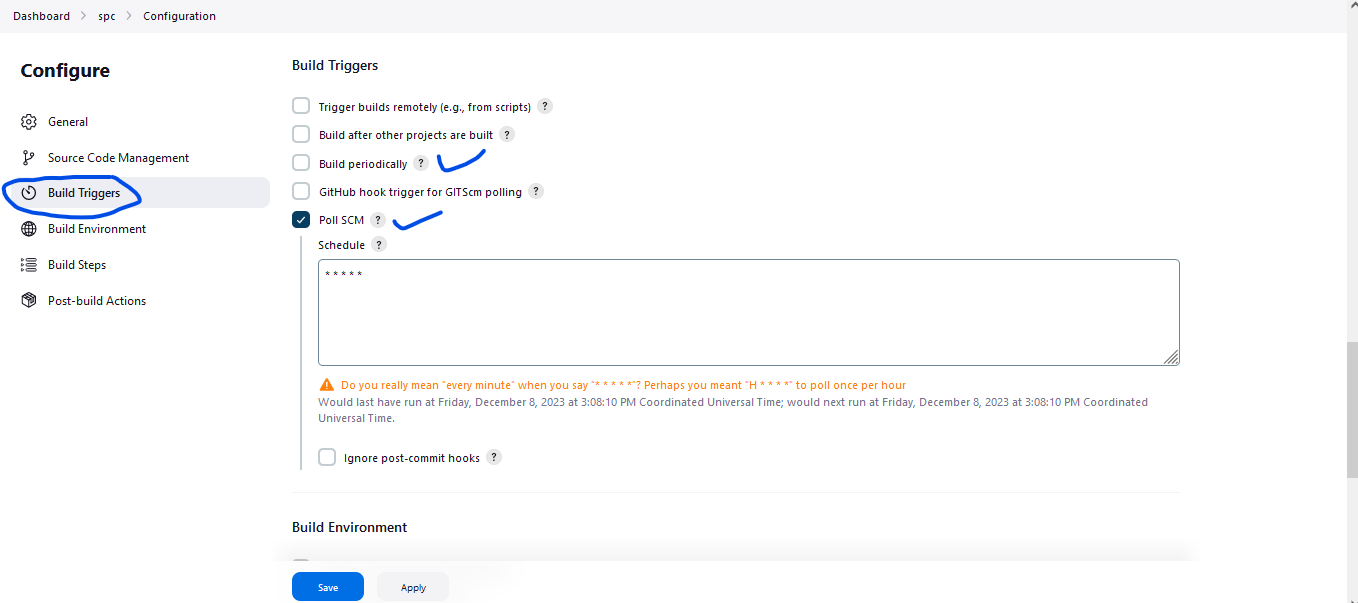 Dashboard > spc > Configuration
Configure
General
Source Code Management
Build Triggers
Build Environment
Build Steps
Post-build Actions
Build Triggers
Trigger builds remotely (e.g., from scripts) ?
Build after other projects are built ?
Build periodically ?
GitHub hook trigger for GITScm polling ?
Poll SCM ?
Schedule ?
* * * * *
Do you really mean "every minute" when you say "* * * * *"? Perhaps you meant "H * * * *" to poll once per hour
Would last have run at Friday, December 8, 2023 at 3:08:10 PM Coordinated Universal Time; would next run at Friday, December 8, 2023 at 3:08:10 PM Coordinated
Universal Time.
Ignore post-commit hooks ?
Build Environment
Save Apply